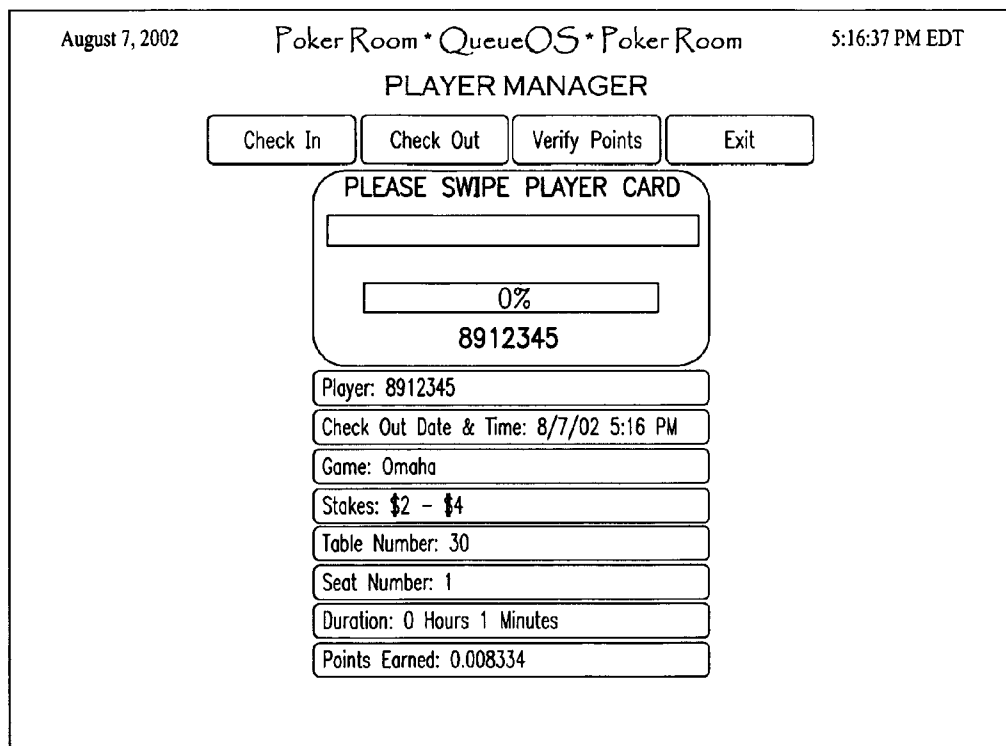 August 7, 2002 Poker Room * QueueOS * Poker Room 5:16:37 PM EDT
PLAYER MANAGER
Check In Check Out Verify Points Exit
PLEASE SWIPE PLAYER CARD
0%
8912345
Player: 8912345
Check Out Date & Time: 8/7/02 5:16 PM
Game: Omaha
Stakes: $2 – $4
Table Number: 30
Seat Number: 1
Duration: 0 Hours 1 Minutes
Points Earned: 0.008334